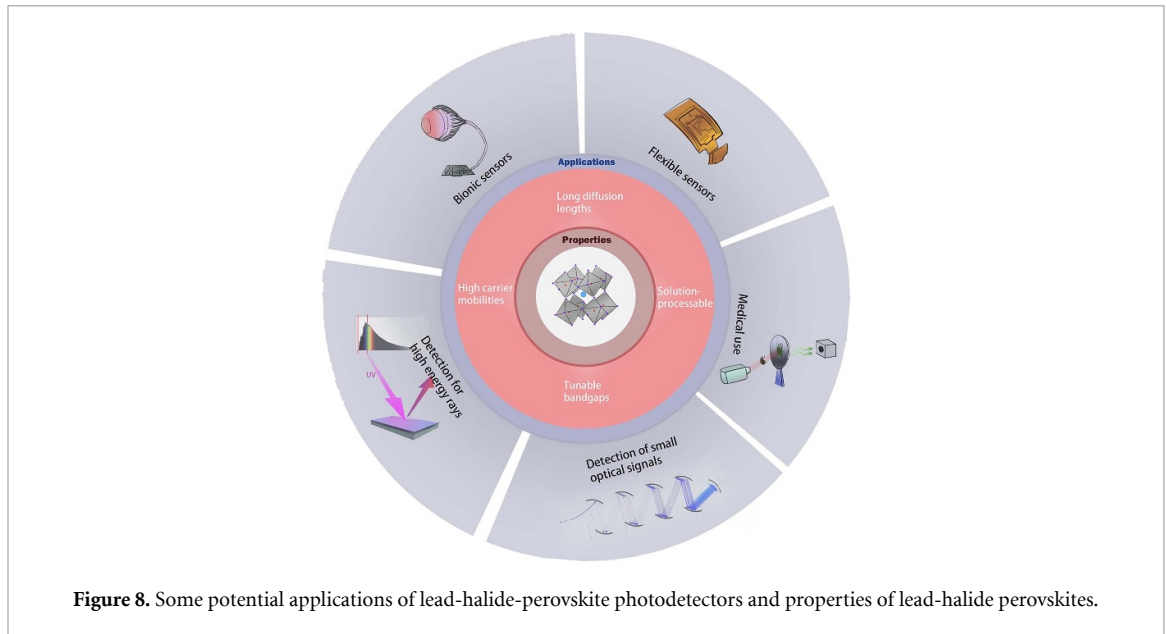 Bionic sensors
Flexible sensors
Applications
Long diffusion
lengths
Properties
High carrier
mobilities
Solution-
processable
Medical use
Detection for
high energy rays
UV
Tunable
bandgaps
Detection of small
optical signals
Figure 8. Some potential applications of lead-halide-perovskite photodetectors and properties of lead-halide perovskites.